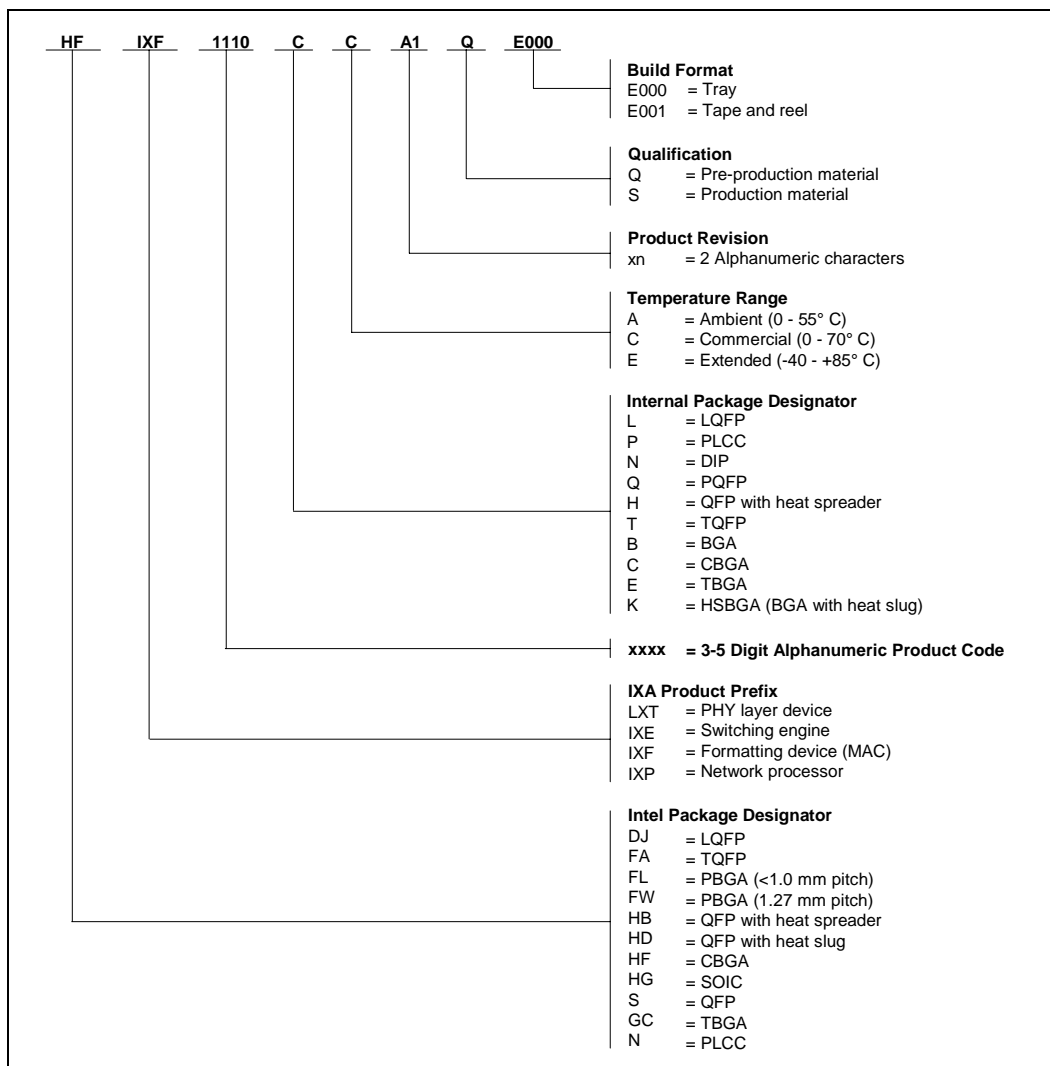 HF IXF 1110 C C A1 Q E000
Build Format
E000 = Tray
E001 = Tape and reel
Qualification
Q = Pre-production material
S = Production material
Product Revision
xn = 2 Alphanumeric characters
Temperature Range
A = Ambient (0 - 55° C)
C = Commercial (0 - 70° C)
E = Extended (-40 - +85° C)
Internal Package Designator
L = LQFP
P = PLCC
N = DIP
Q = PQFP
H = QFP with heat spreader
T = TQFP
B = BGA
C = CBGA
E = TBGA
K = HSBGA (BGA with heat slug)
xxxx = 3-5 Digit Alphanumeric Product Code
IXA Product Prefix
LXT = PHY layer device
IXE = Switching engine
IXF = Formatting device (MAC)
IXP = Network processor
Intel Package Designator
DJ = LQFP
FA = TQFP
FL = PBGA (<1.0 mm pitch)
FW = PBGA (1.27 mm pitch)
HB = QFP with heat spreader
HD = QFP with heat slug
HF = CBGA
HG = SOIC
S = QFP
GC = TBGA
N = PLCC